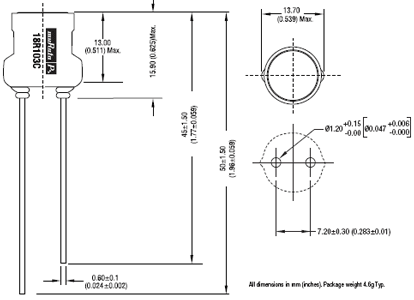 muRata Ps
18R103C
13.00
(0.511) Max.
15.90 (0.625) Max.
45±1.50
(1.77±0.059)
50±1.50
(1.96±0.059)
0.60±0.1
(0.024±0.002)
13.70
(0.539) Max.
Ø1.20 +0.15 -0.00 [Ø0.047 +0.006 -0.000]
7.20±0.30 (0.283±0.01)
All dimensions in mm (inches). Package weight 4.6g Typ.